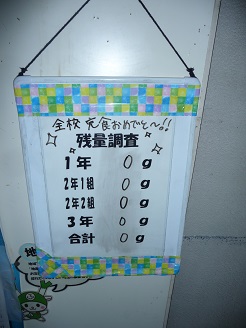 全校 完食おめでと〜!!
残量調査
1年 0g
2年1組 0g
2年2組 0g
3年 0g
合計 0g
地